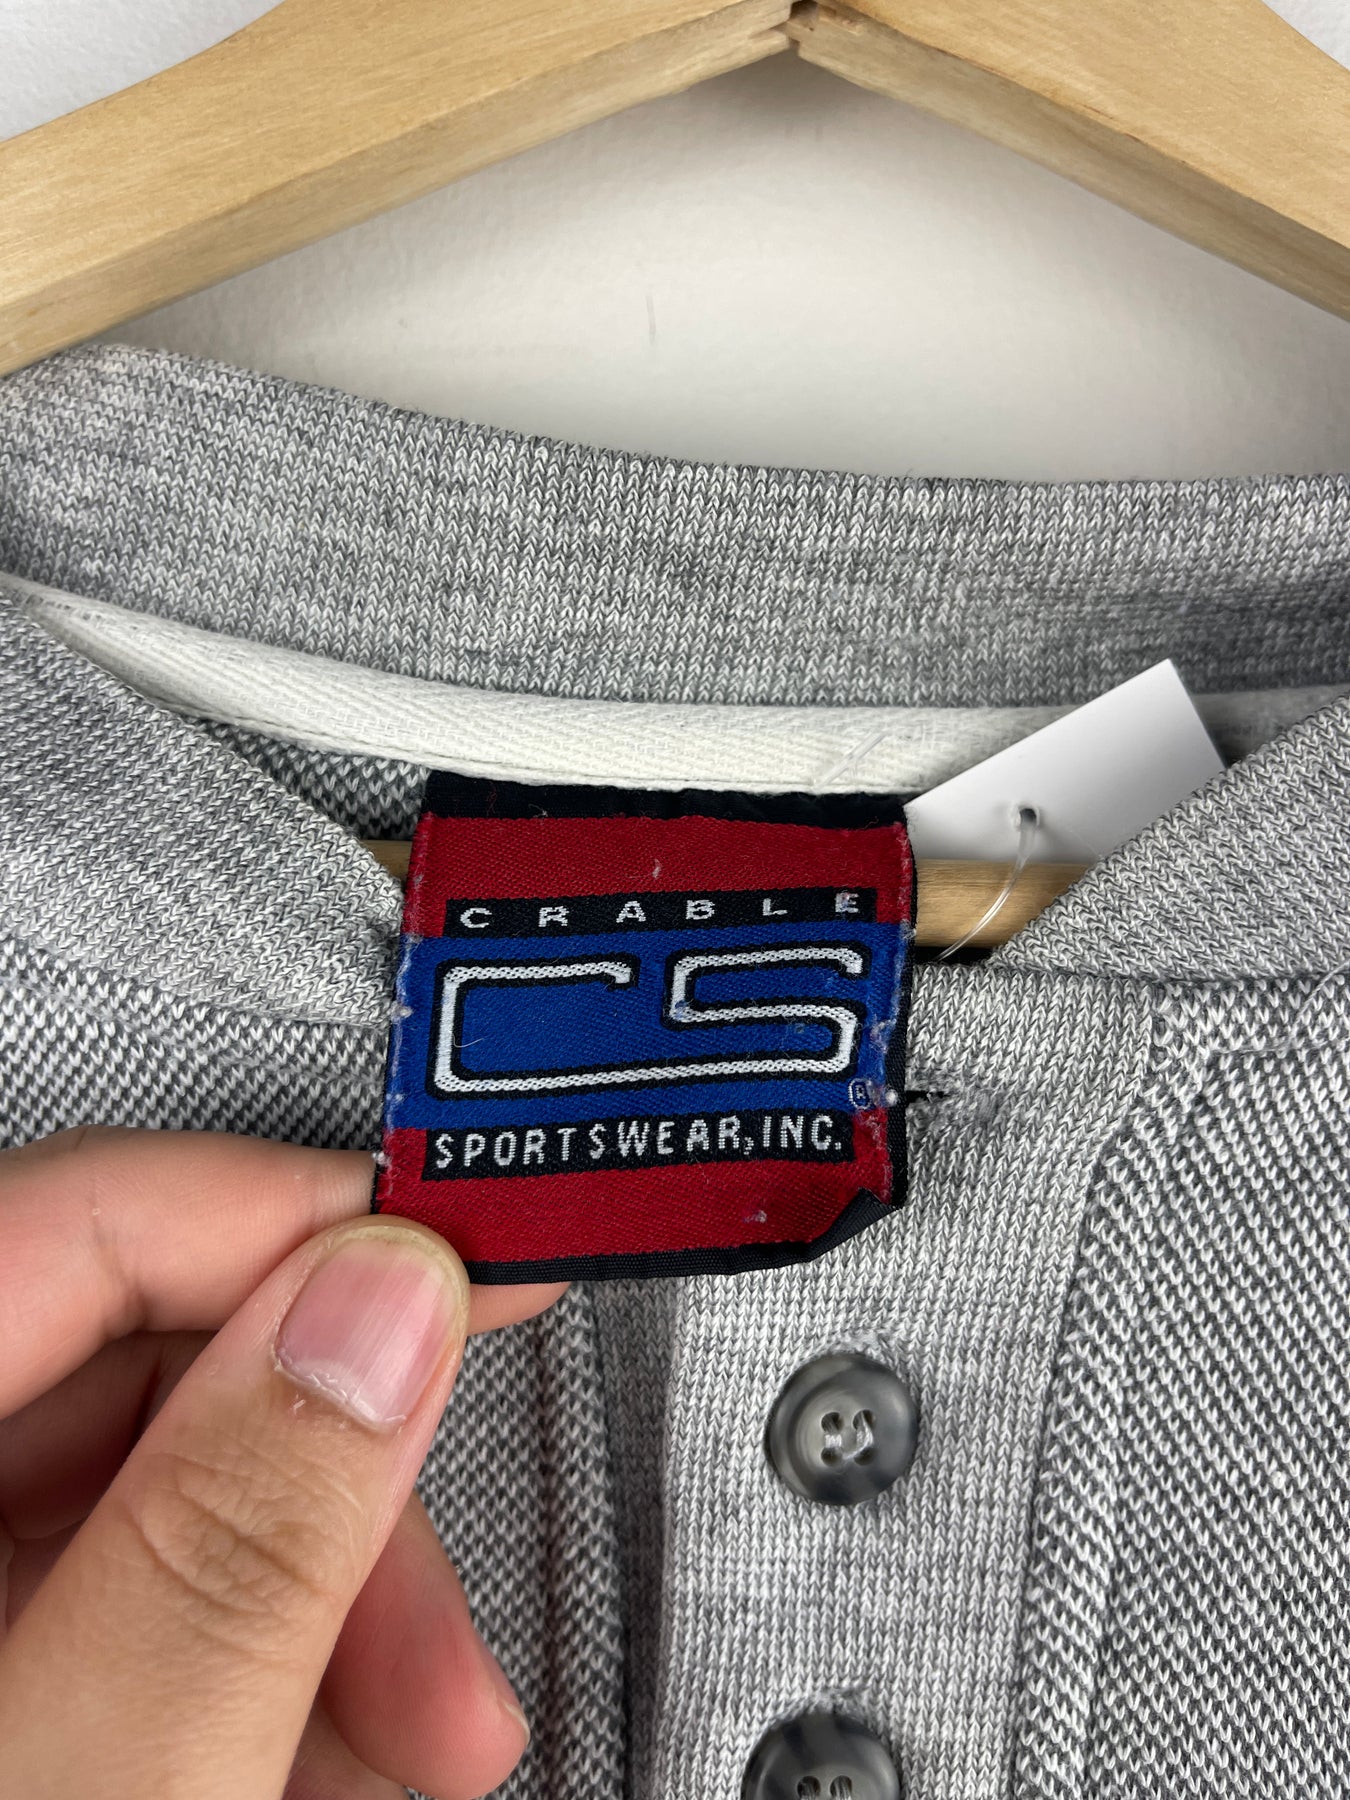 CRABLE
CS
®
SPORTSWEAR, INC.